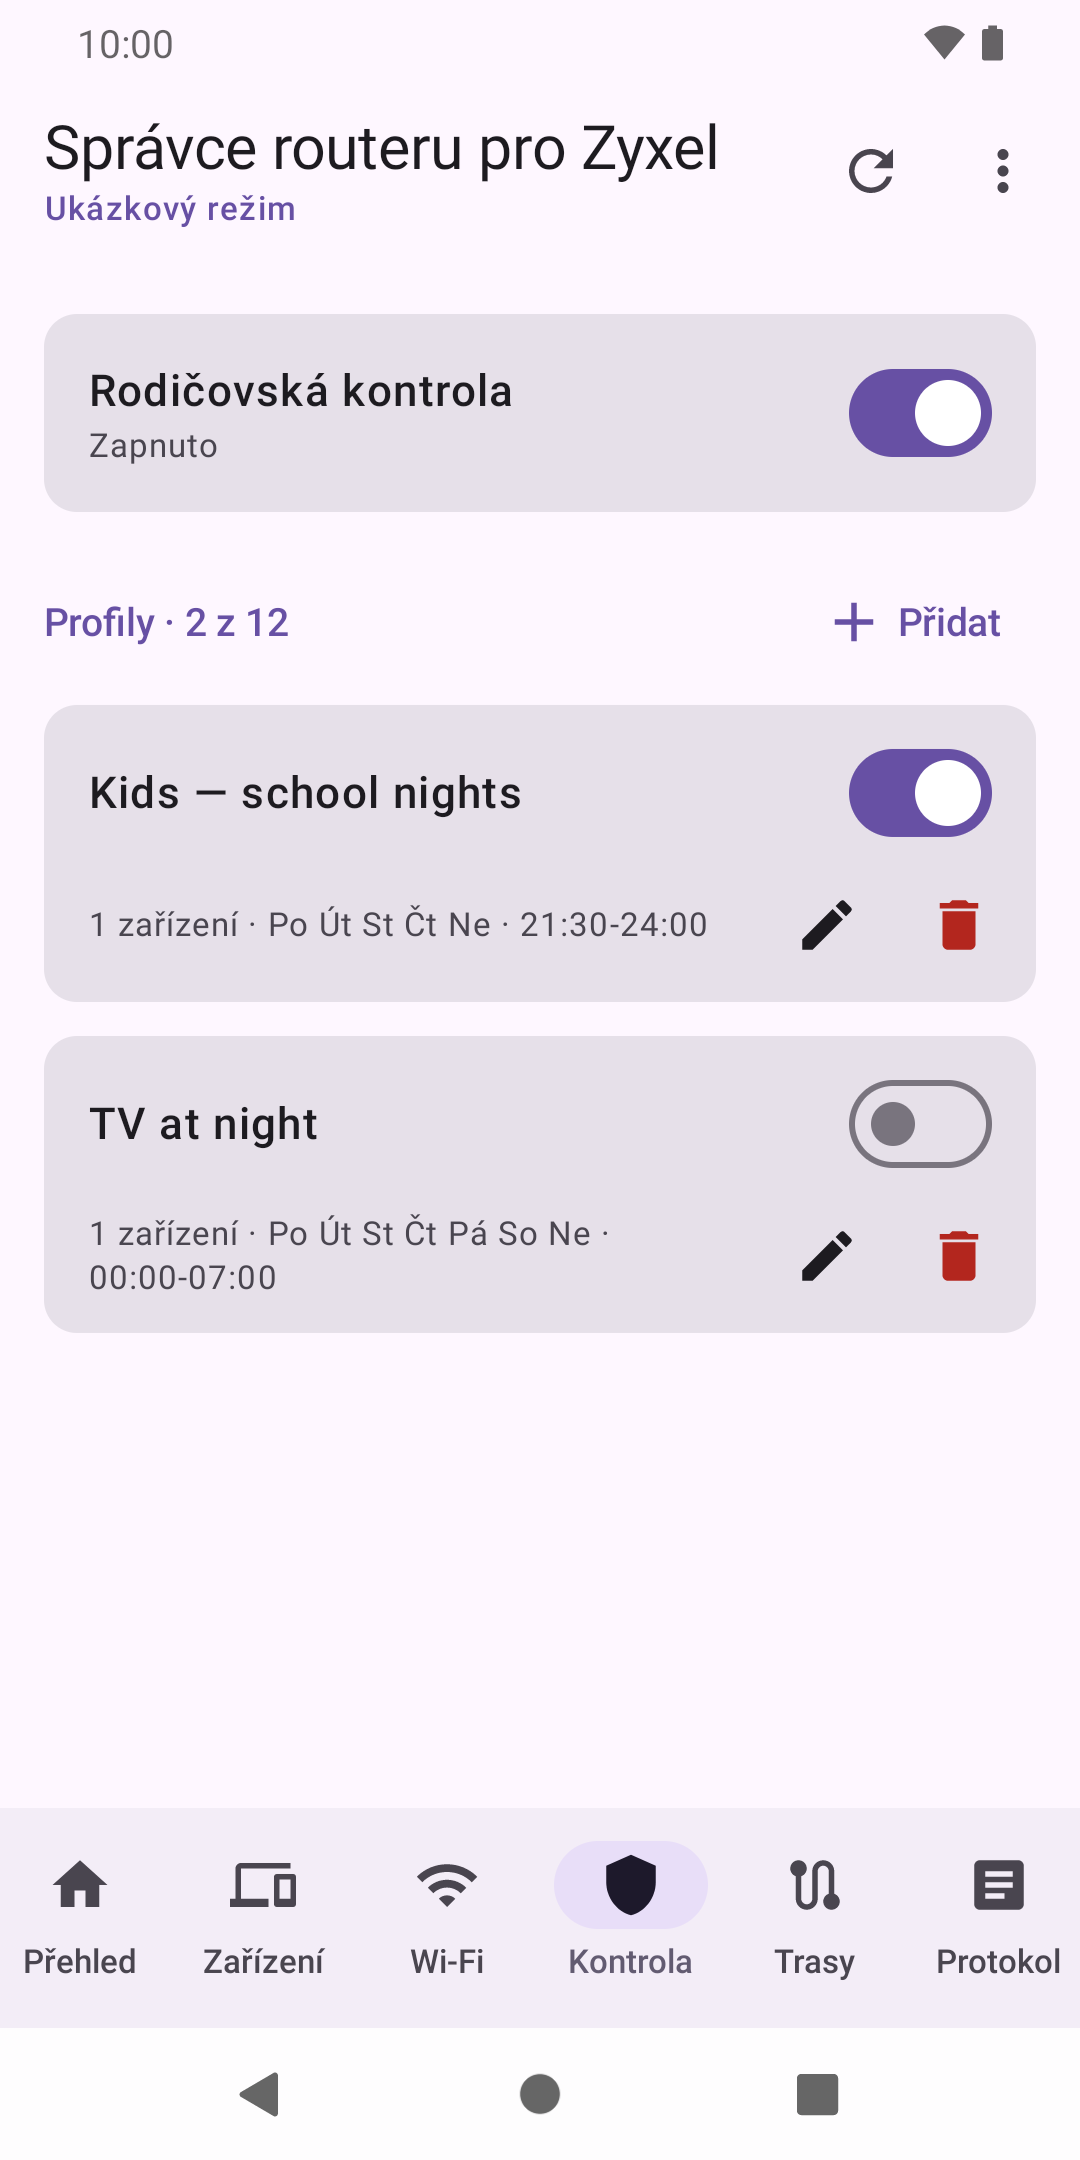 10:00
Správce routeru pro Zyxel
Ukázkový režim
Rodičovská kontrola
Zapnuto
Profily · 2 z 12
Přidat
Kids — school nights
1 zařízení · Po Út St Čt Ne · 21:30-24:00
TV at night
1 zařízení · Po Út St Čt Pá So Ne ·
00:00-07:00
Přehled
Zařízení
Wi-Fi
Kontrola
Trasy
Protokol